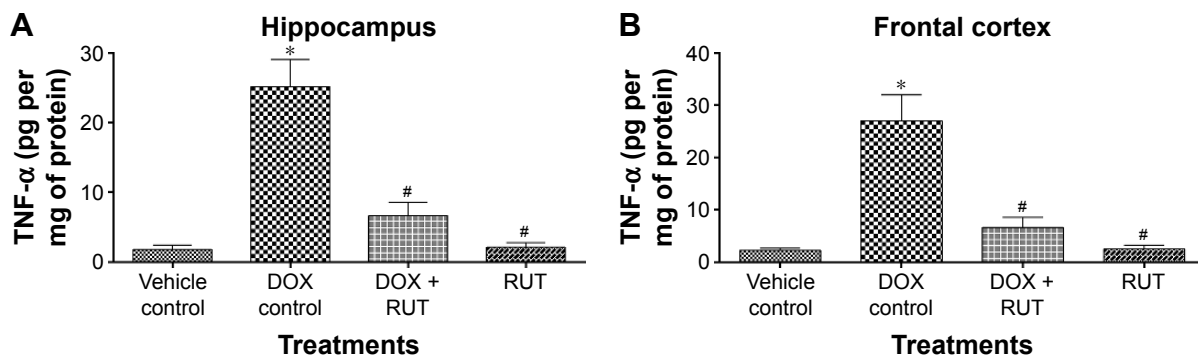 A
Hippocampus
TNF-α (pg per
mg of protein)
30
20
10
0
*
#
#
Vehicle
control
DOX
control
DOX +
RUT
RUT
Treatments
B
Frontal cortex
TNF-α (pg per
mg of protein)
40
30
20
10
0
*
#
#
Vehicle
control
DOX
control
DOX +
RUT
RUT
Treatments